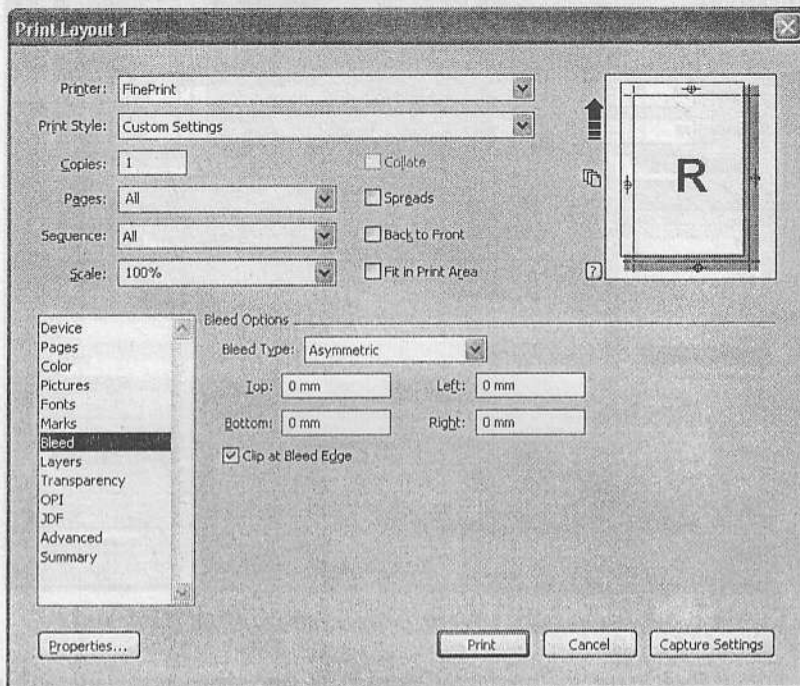 Print Layout 1
Printer: FinePrint
Print Style: Custom Settings
Copies: 1
Collate
Pages: All
Spreads
Sequence: All
Back to Front
Scale: 100%
Fit in Print Area
R
?
Device
Pages
Color
Pictures
Fonts
Marks
Bleed
Layers
Transparency
OPI
JDF
Advanced
Summary
Bleed Options
Bleed Type: Asymmetric
Top: 0 mm Left: 0 mm
Bottom: 0 mm Right: 0 mm
Clip at Bleed Edge
Properties... Print Cancel Capture Settings